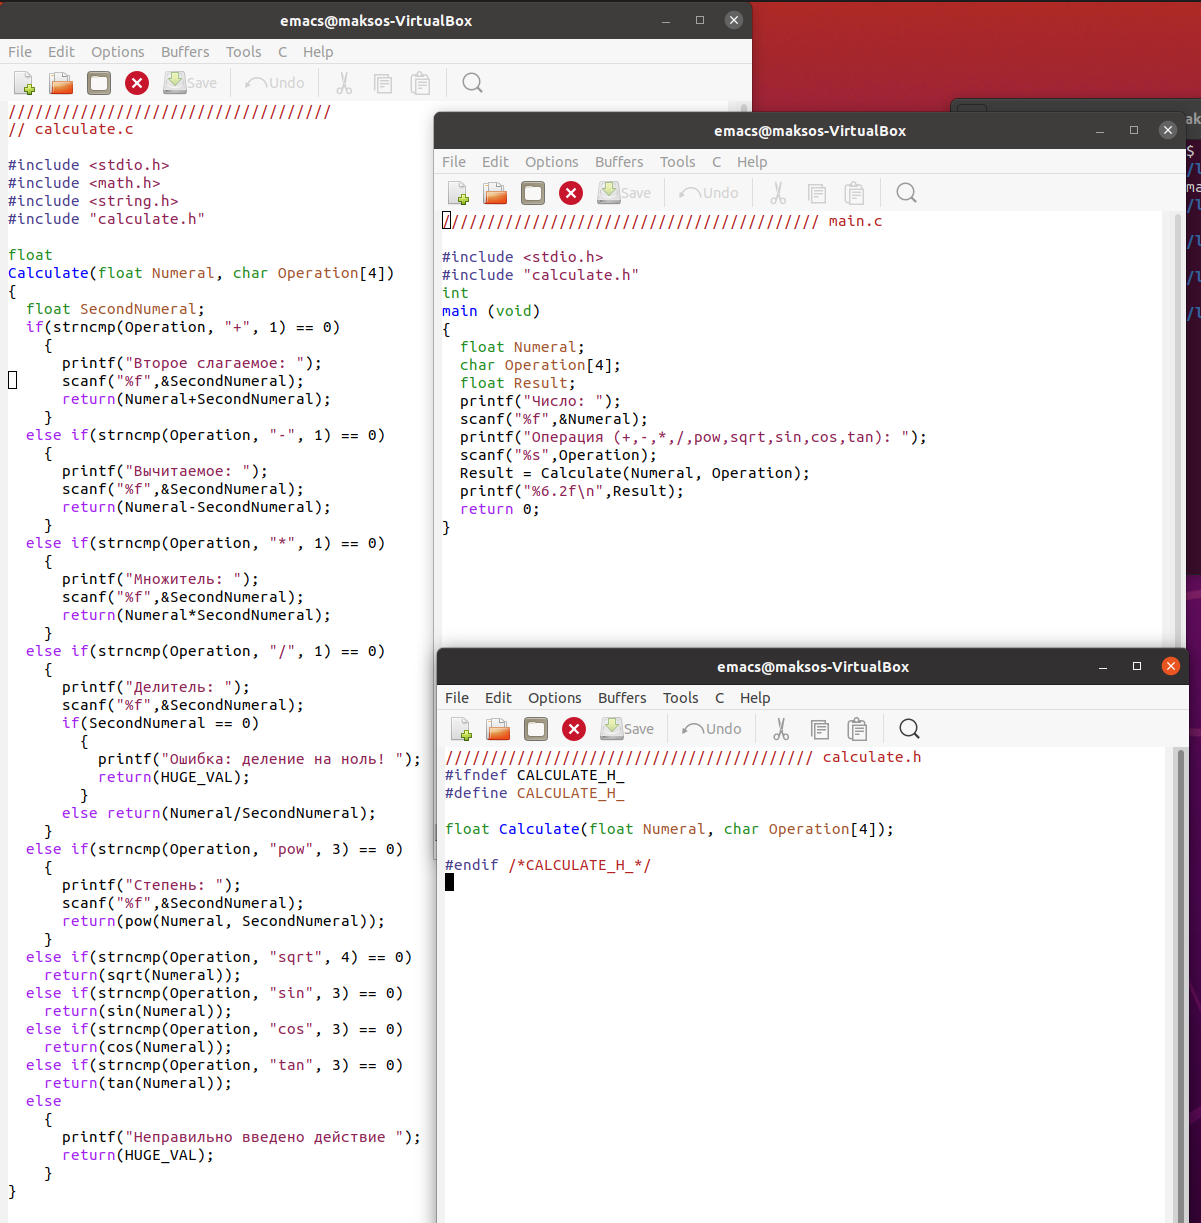 emacs@maksos-VirtualBox
File Edit Options Buffers Tools C Help
Save Undo
////////////////////////////////////
// calculate.c
#include <stdio.h>
#include <math.h>
#include <string.h>
#include "calculate.h"
float
Calculate(float Numeral, char Operation[4])
{
float SecondNumeral;
if(strncmp(Operation, "+", 1) == 0)
{
printf("Второе слагаемое: ");
scanf("%f",&SecondNumeral);
return(Numeral+SecondNumeral);
}
else if(strncmp(Operation, "-", 1) == 0)
{
printf("Вычитаемое: ");
scanf("%f",&SecondNumeral);
return(Numeral-SecondNumeral);
}
else if(strncmp(Operation, "*", 1) == 0)
{
printf("Множитель: ");
scanf("%f",&SecondNumeral);
return(Numeral*SecondNumeral);
}
else if(strncmp(Operation, "/", 1) == 0)
{
printf("Делитель: ");
scanf("%f",&SecondNumeral);
if(SecondNumeral == 0)
{
printf("Ошибка: деление на ноль! ");
return(HUGE_VAL);
}
else return(Numeral/SecondNumeral);
}
else if(strncmp(Operation, "pow", 3) == 0)
{
printf("Степень: ");
scanf("%f",&SecondNumeral);
return(pow(Numeral, SecondNumeral));
}
else if(strncmp(Operation, "sqrt", 4) == 0)
return(sqrt(Numeral));
else if(strncmp(Operation, "sin", 3) == 0)
return(sin(Numeral));
else if(strncmp(Operation, "cos", 3) == 0)
return(cos(Numeral));
else if(strncmp(Operation, "tan", 3) == 0)
return(tan(Numeral));
else
{
printf("Неправильно введено действие ");
return(HUGE_VAL);
}
}
emacs@maksos-VirtualBox
File Edit Options Buffers Tools C Help
Save Undo
////////////////////////////////////////// main.c
#include <stdio.h>
#include "calculate.h"
int
main (void)
{
float Numeral;
char Operation[4];
float Result;
printf("Число: ");
scanf("%f",&Numeral);
printf("Операция (+,-,*,/,pow,sqrt,sin,cos,tan): ");
scanf("%s",Operation);
Result = Calculate(Numeral, Operation);
printf("%6.2f\n",Result);
return 0;
}
emacs@maksos-VirtualBox
File Edit Options Buffers Tools C Help
Save Undo
///////////////////////////////////////// calculate.h
#ifndef CALCULATE_H_
#define CALCULATE_H_
float Calculate(float Numeral, char Operation[4]);
#endif /*CALCULATE_H_*/